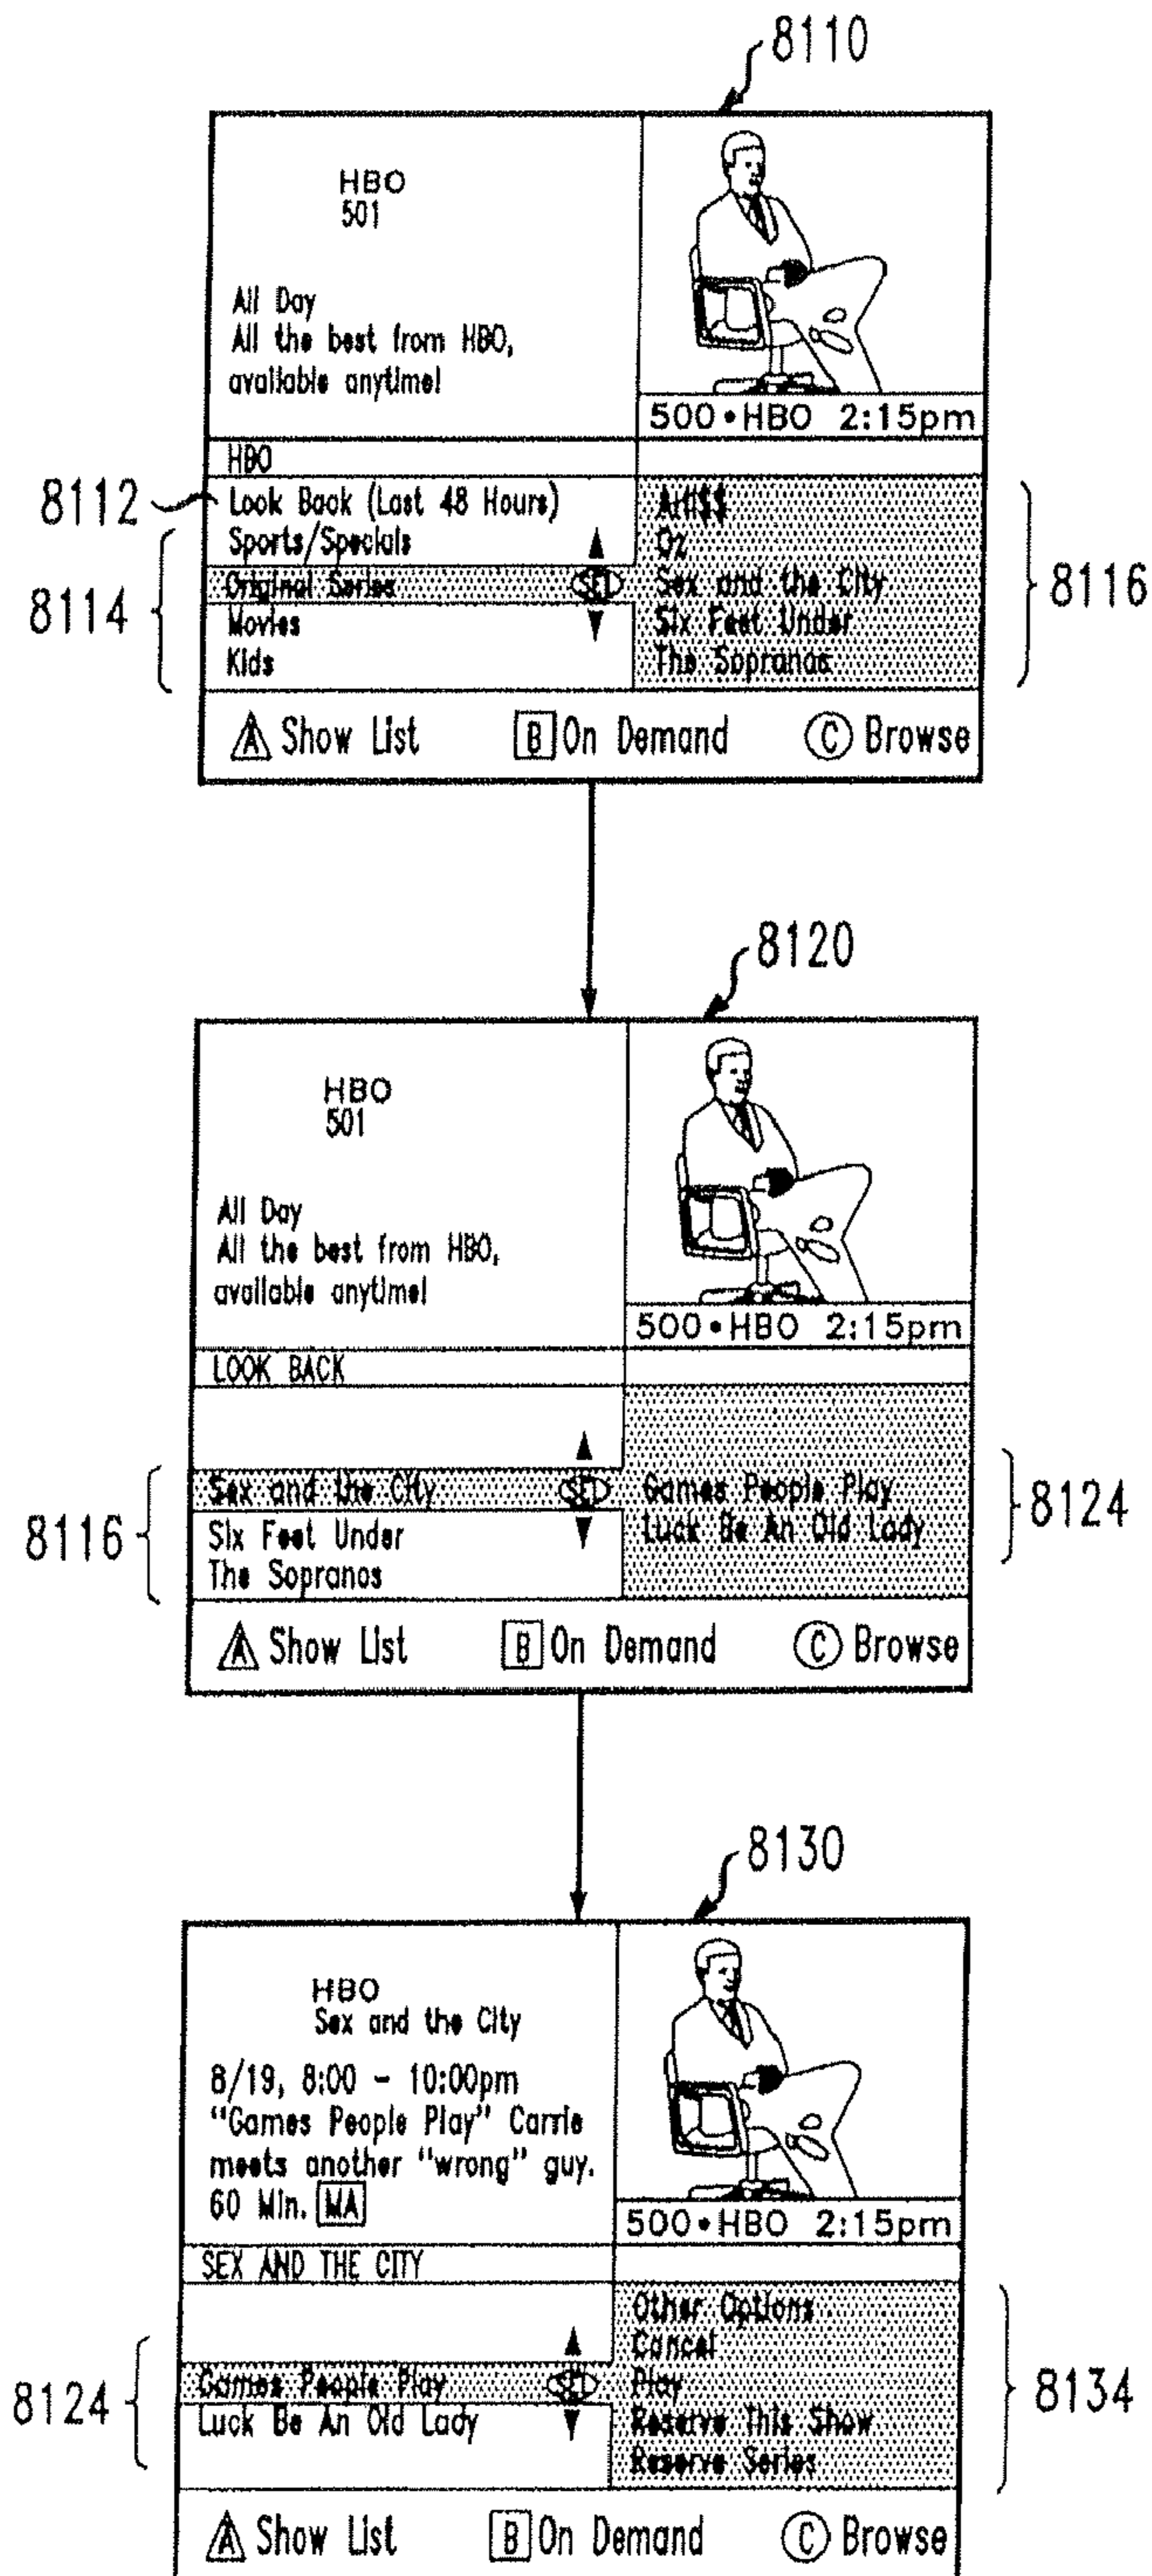 8110
HBO
501
All Day
All the best from HBO,
available anytime!
500•HBO 2:15pm
HBO
8112
Look Back (Last 48 Hours)
Sports/Specials
Original Series
SEL
Movies
Kids
8114
Arli$$
Oz
Sex and the City
Six Feet Under
The Sopranos
8116
A Show List B On Demand C Browse
8120
HBO
501
All Day
All the best from HBO,
available anytime!
500•HBO 2:15pm
LOOK BACK
Sex and the City
SEL
Six Feet Under
The Sopranos
8116
Games People Play
Luck Be An Old Lady
8124
A Show List B On Demand C Browse
8130
HBO
Sex and the City
8/19, 8:00 - 10:00pm
"Games People Play" Carrie
meets another "wrong" guy.
60 Min. MA
500•HBO 2:15pm
SEX AND THE CITY
Games People Play
SEL
Luck Be An Old Lady
8124
Other Options
Cancel
Play
Reserve This Show
Reserve Series
8134
A Show List B On Demand C Browse